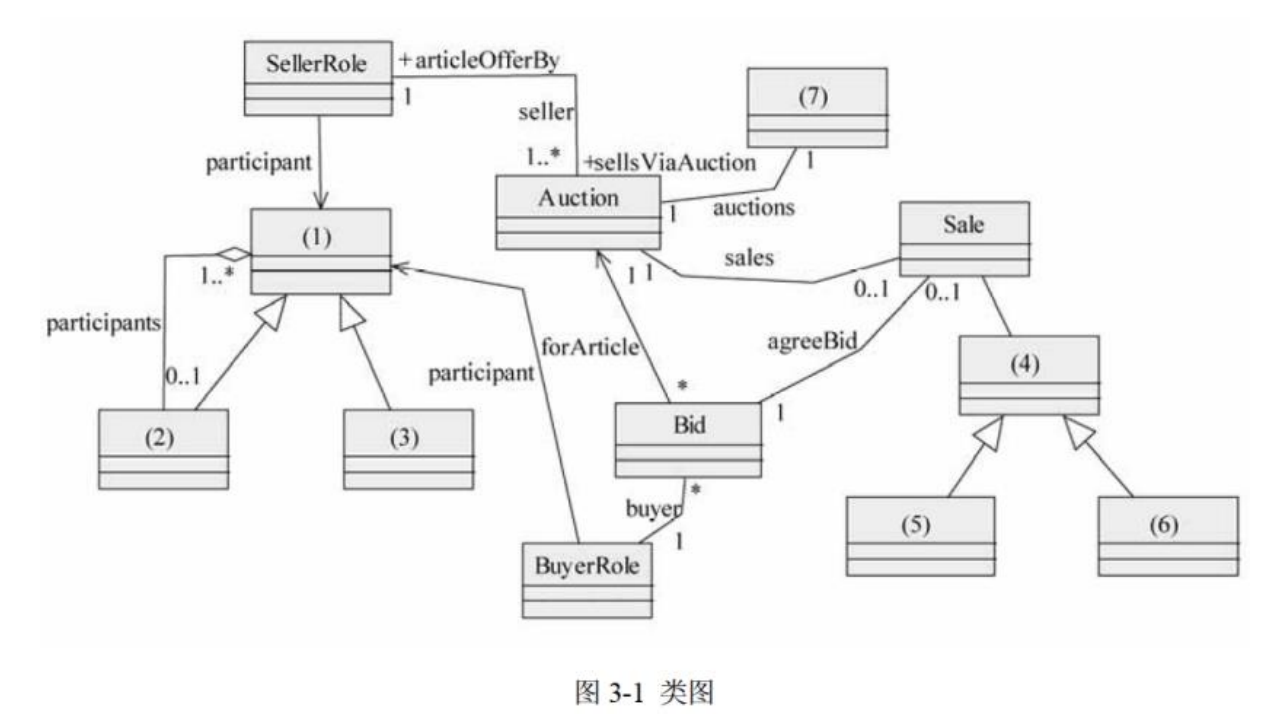 SellerRole
+ articleOfferBy
1
seller
1..*
(7)
1
participant
+sellsViaAuction
Auction
1
auctions
Sale
(1)
1..*
sales
1
1
0..1
0..1
participants
0..1
forArticle
participant
agreeBid
(4)
*
1
(2)
(3)
Bid
*
buyer
1
(5)
(6)
BuyerRole
图 3-1 类图